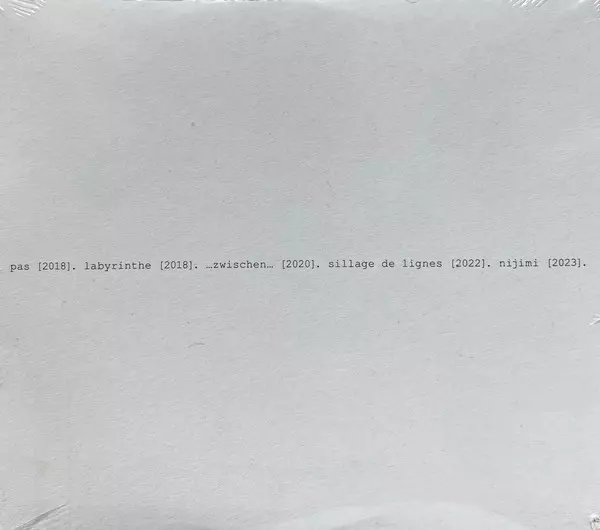 pas [2018]. labyrinthe [2018]. …zwischen… [2020]. sillage de lignes [2022]. nijimi [2023].